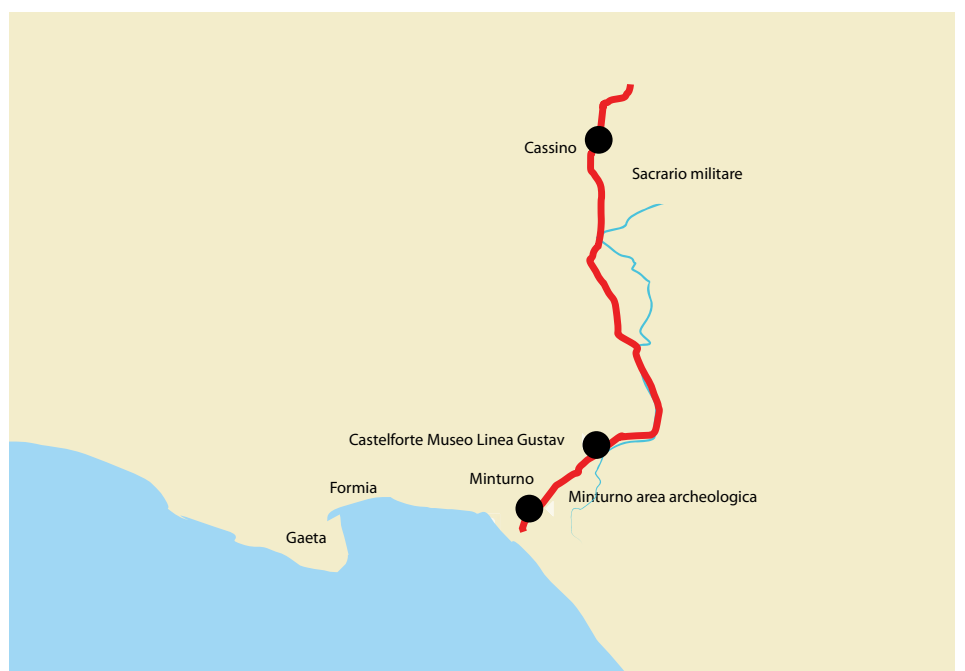 Cassino
Sacrario militare
Castelforte Museo Linea Gustav
Minturno
Formia
Minturno area archeologica
Gaeta